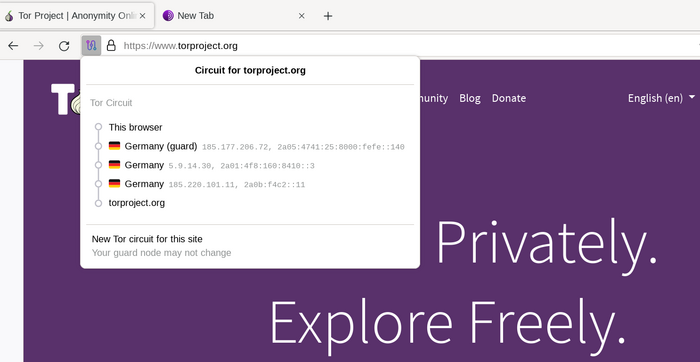 Tor Project | Anonymity Onli
New Tab
https://www.torproject.org
Circuit for torproject.org
Tor Circuit
This browser
Germany (guard) 185.177.206.72, 2a05:4741:25:8000:fefe::140
Germany 5.9.14.30, 2a01:4f8:160:8410::3
Germany 185.220.101.11, 2a0b:f4c2::11
torproject.org
New Tor circuit for this site
Your guard node may not change
T
munity Blog Donate English (en)
Privately.
Explore Freely.